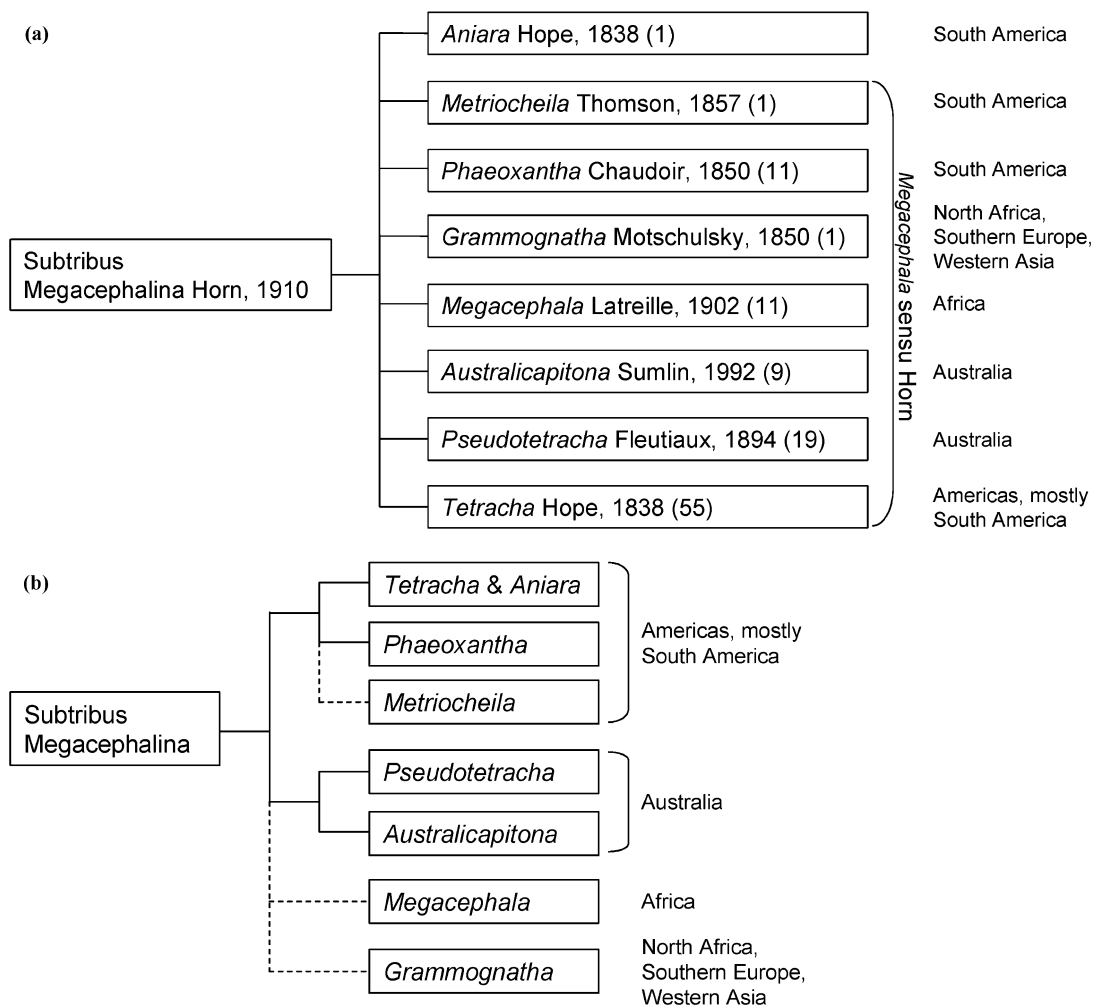 (a)
Subtribus
Megacephalina Horn, 1910
Aniara Hope, 1838 (1)
South America
Metriocheila Thomson, 1857 (1)
South America
Phaeoxantha Chaudoir, 1850 (11)
South America
Grammognatha Motschulsky, 1850 (1)
North Africa,
Southern Europe,
Western Asia
Megacephala Latreille, 1902 (11)
Africa
Australicapitona Sumlin, 1992 (9)
Australia
Pseudotetracha Fleutiaux, 1894 (19)
Australia
Tetracha Hope, 1838 (55)
Americas, mostly
South America
Megacephala sensu Horn
(b)
Subtribus
Megacephalina
Tetracha & Aniara
Phaeoxantha
Metriocheila
Americas, mostly
South America
Pseudotetracha
Australicapitona
Australia
Megacephala
Africa
Grammognatha
North Africa,
Southern Europe,
Western Asia